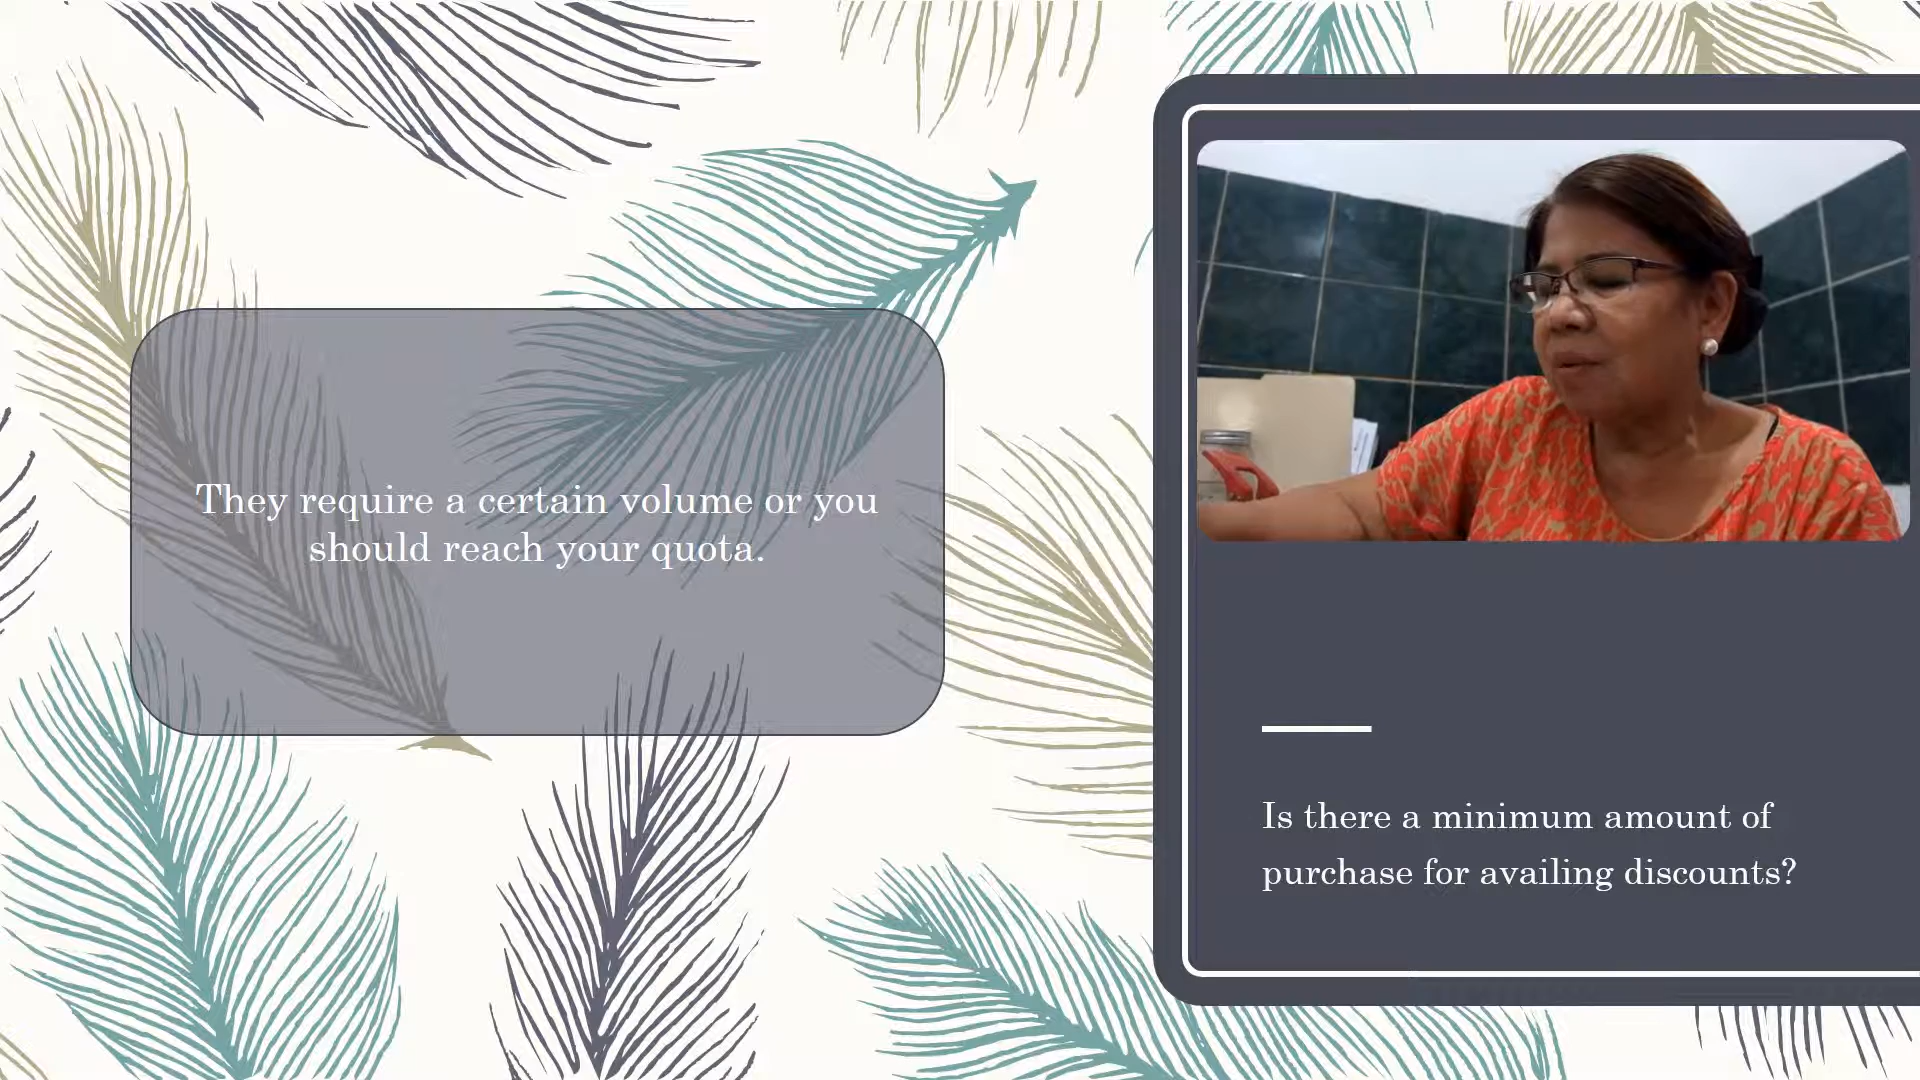 They require a certain volume or you
should reach your quota.
Is there a minimum amount of
purchase for availing discounts?